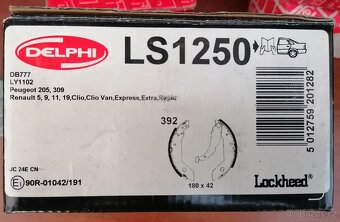 DELPHI
LS1250
DB777
LY1102
Peugeot 205, 309
Renault 5, 9, 11, 19,Clio,Clio Van,Express,Extra,Rapid
392
180 x 42
JC 24E CN
E 90R-01042/191
Lockheed
5 012759 201282